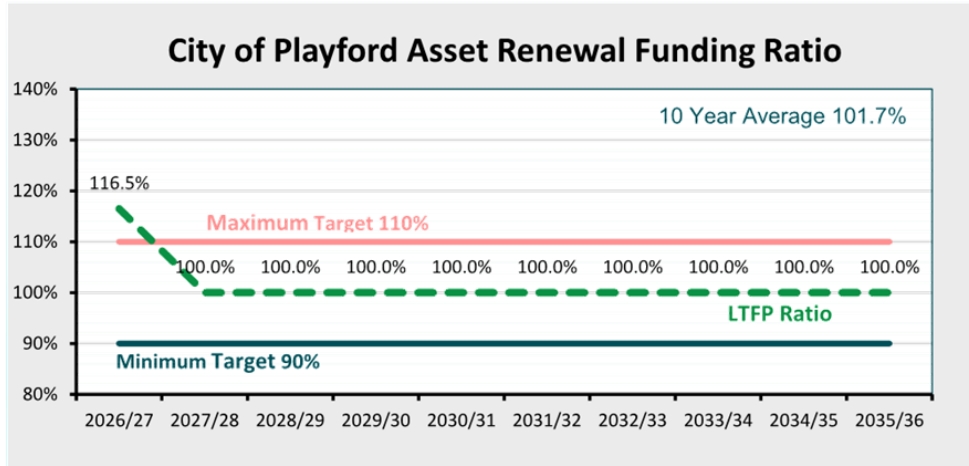 City of Playford Asset Renewal Funding Ratio
140%
10 Year Average 101.7%
130%
120%
116.5%
Maximum Target 110%
110%
100.0% 100.0% 100.0% 100.0% 100.0% 100.0% 100.0% 100.0% 100.0%
100%
LTFP Ratio
90%
Minimum Target 90%
80%
2026/27 2027/28 2028/29 2029/30 2030/31 2031/32 2032/33 2033/34 2034/35 2035/36